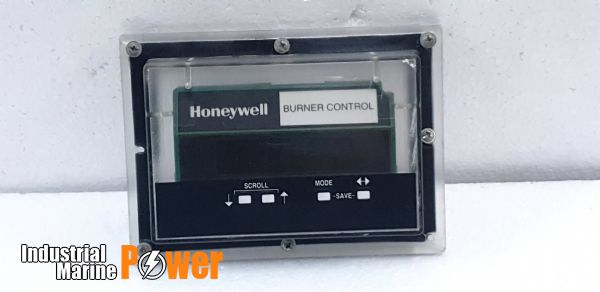 Honeywell BURNER CONTROL
SCROLL MODE ↔
↓ ↑ -SAVE-
Industrial
Marine Power